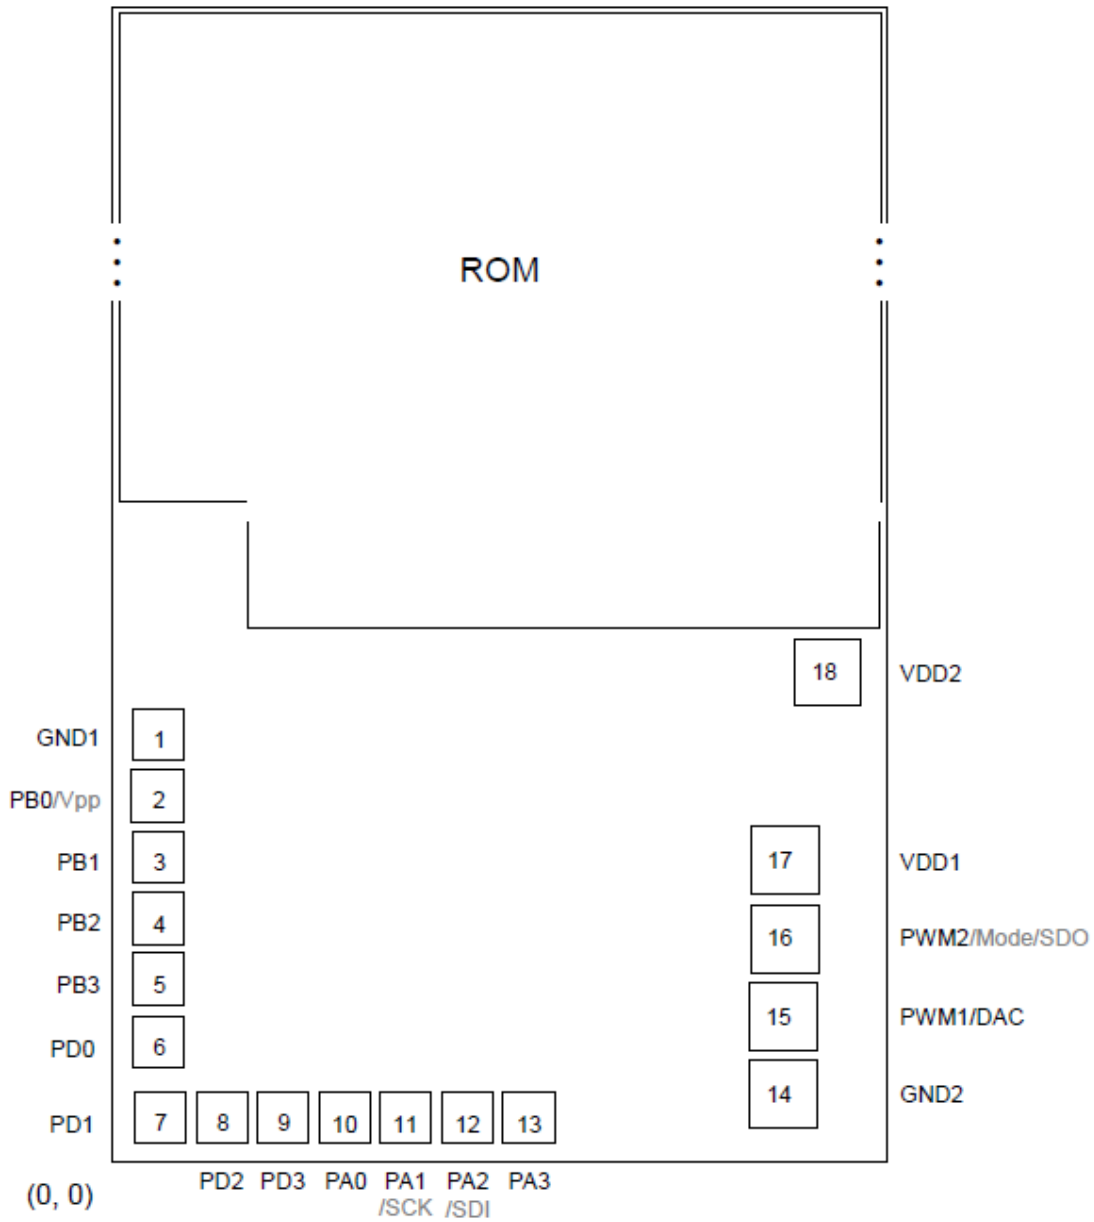 ROM
18 VDD2
GND1 1
PB0/Vpp 2
PB1 3 17 VDD1
PB2 4 16 PWM2/Mode/SDO
PB3 5
PD0 6 15 PWM1/DAC
14 GND2
PD1 7 8 9 10 11 12 13
PD2 PD3 PA0 PA1 PA2 PA3
(0, 0) /SCK /SDI